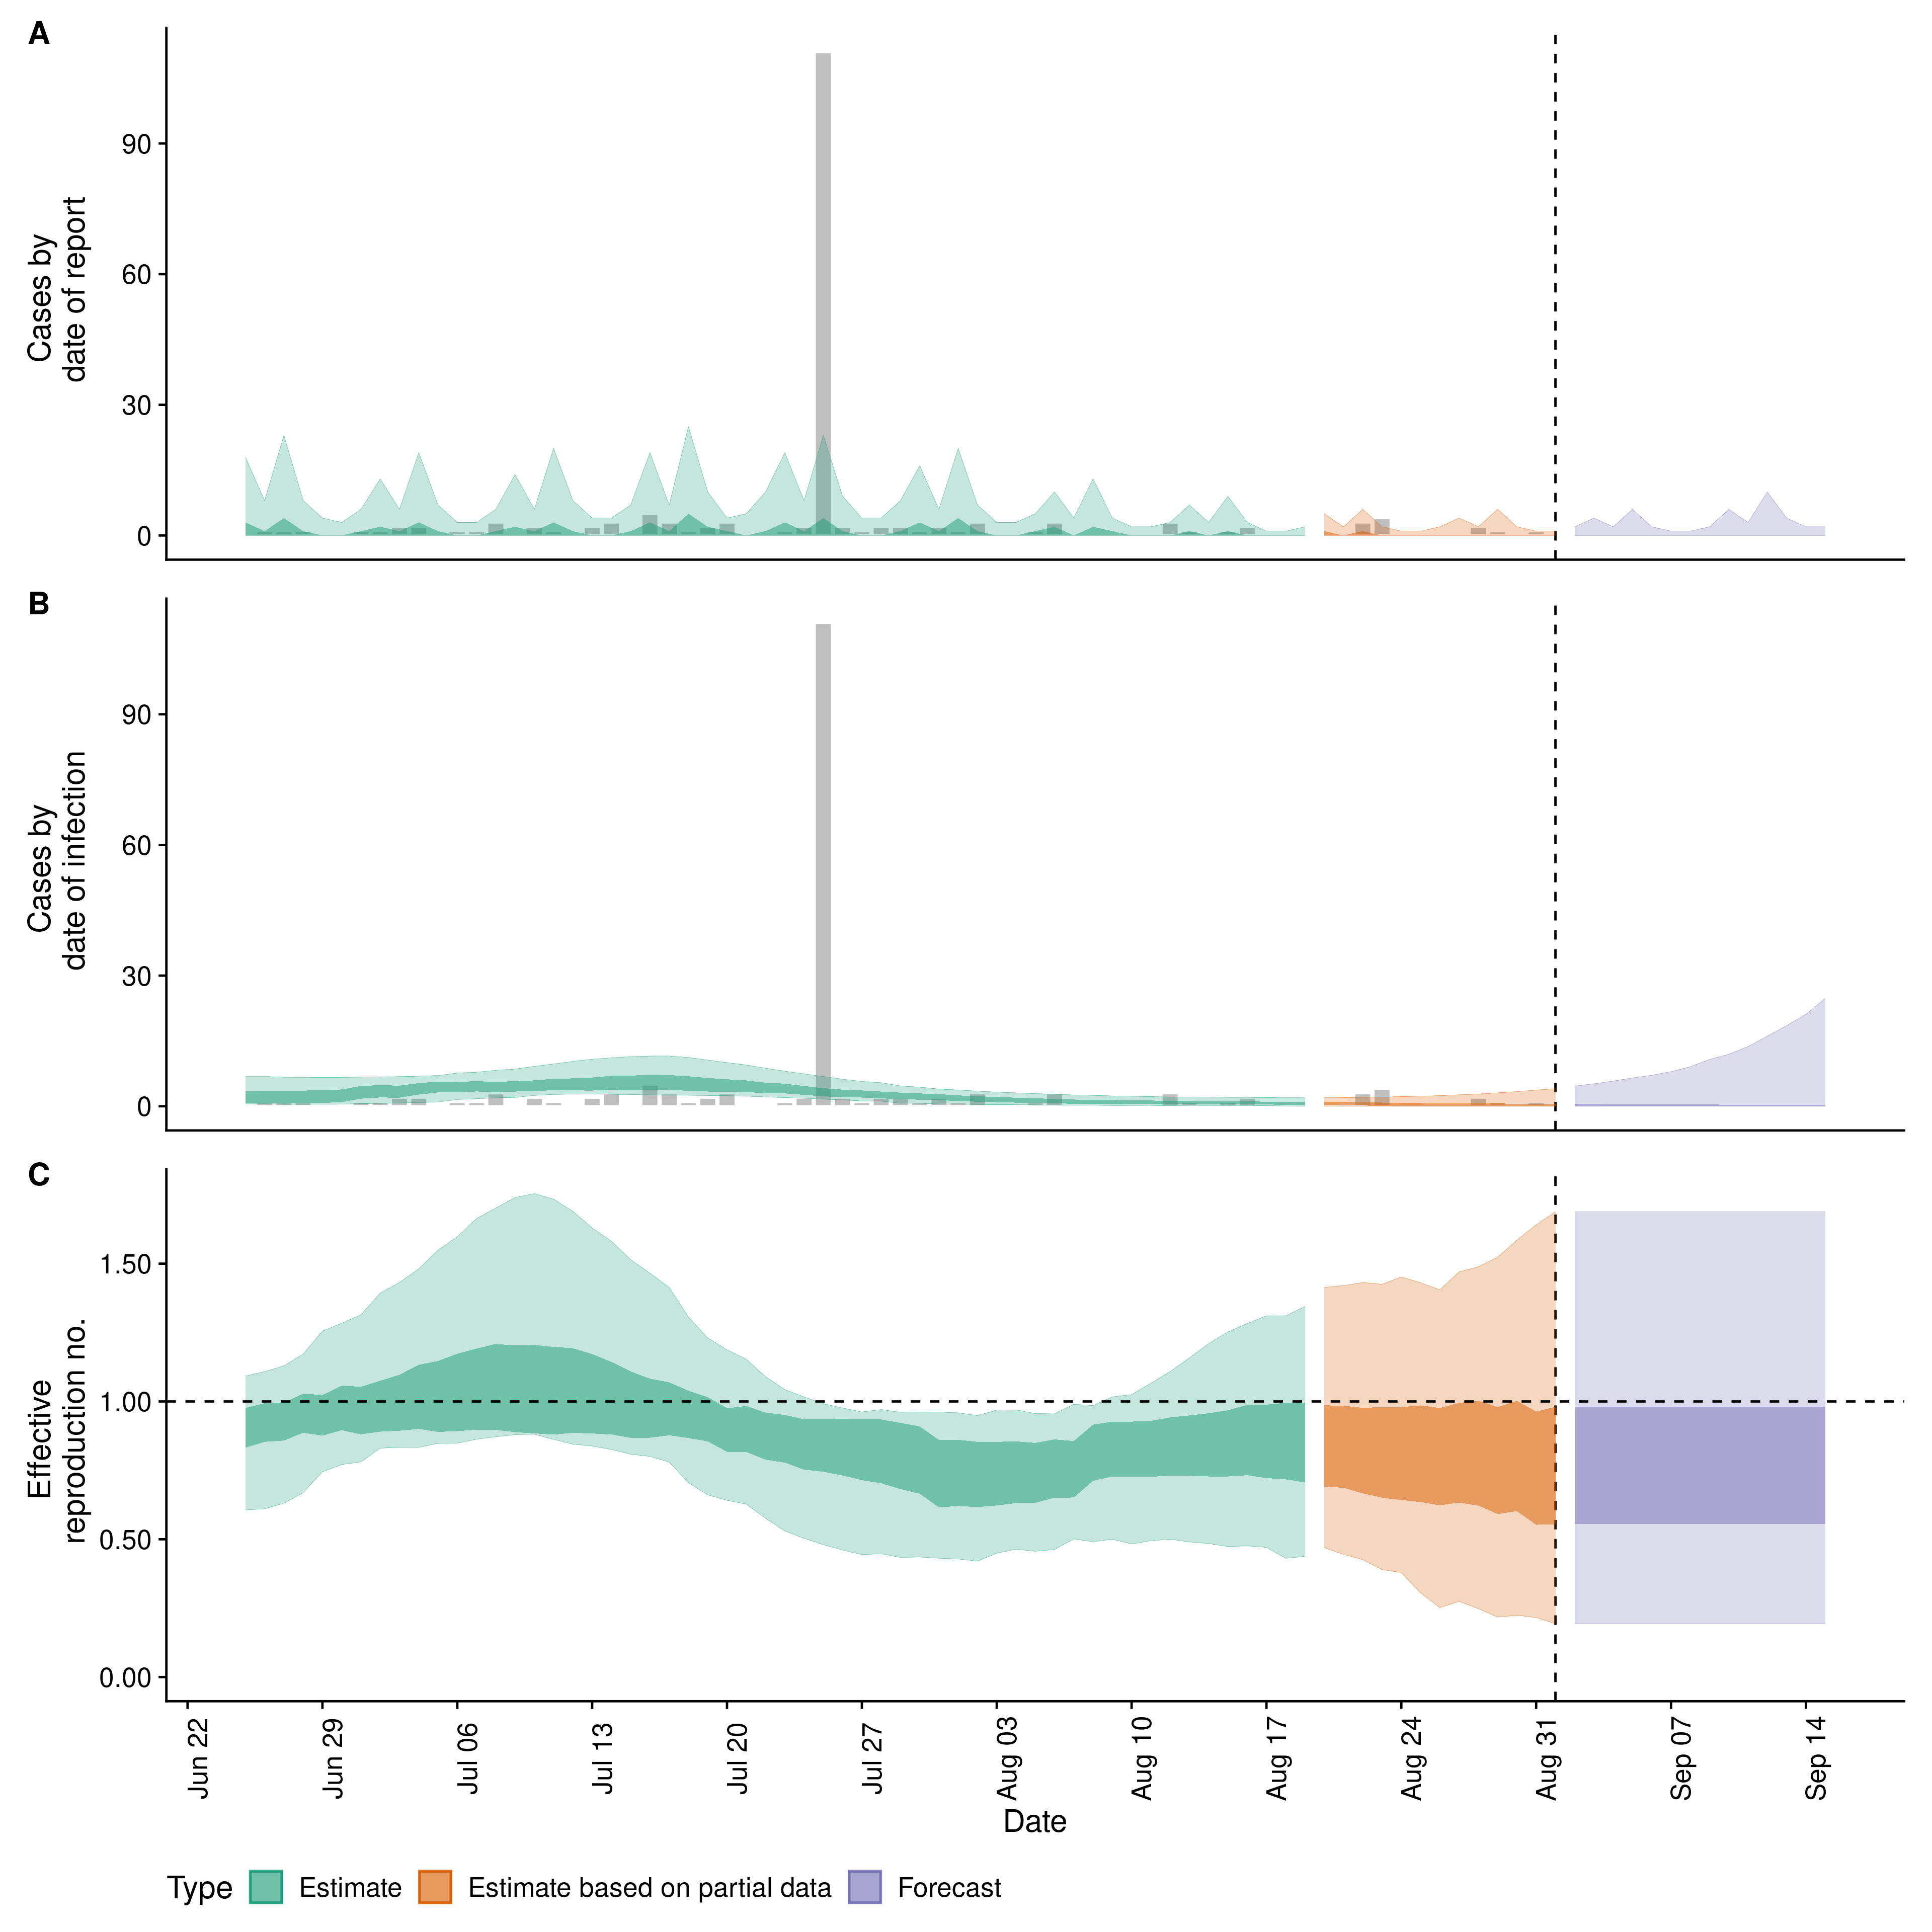 A
Cases by
date of report
90
60
30
0
B
Cases by
date of infection
90
60
30
0
C
Effective
reproduction no.
1.50
1.00
0.50
0.00
Jun 22
Jun 29
Jul 06
Jul 13
Jul 20
Jul 27
Aug 03
Aug 10
Aug 17
Aug 24
Aug 31
Sep 07
Sep 14
Date
Type Estimate Estimate based on partial data Forecast